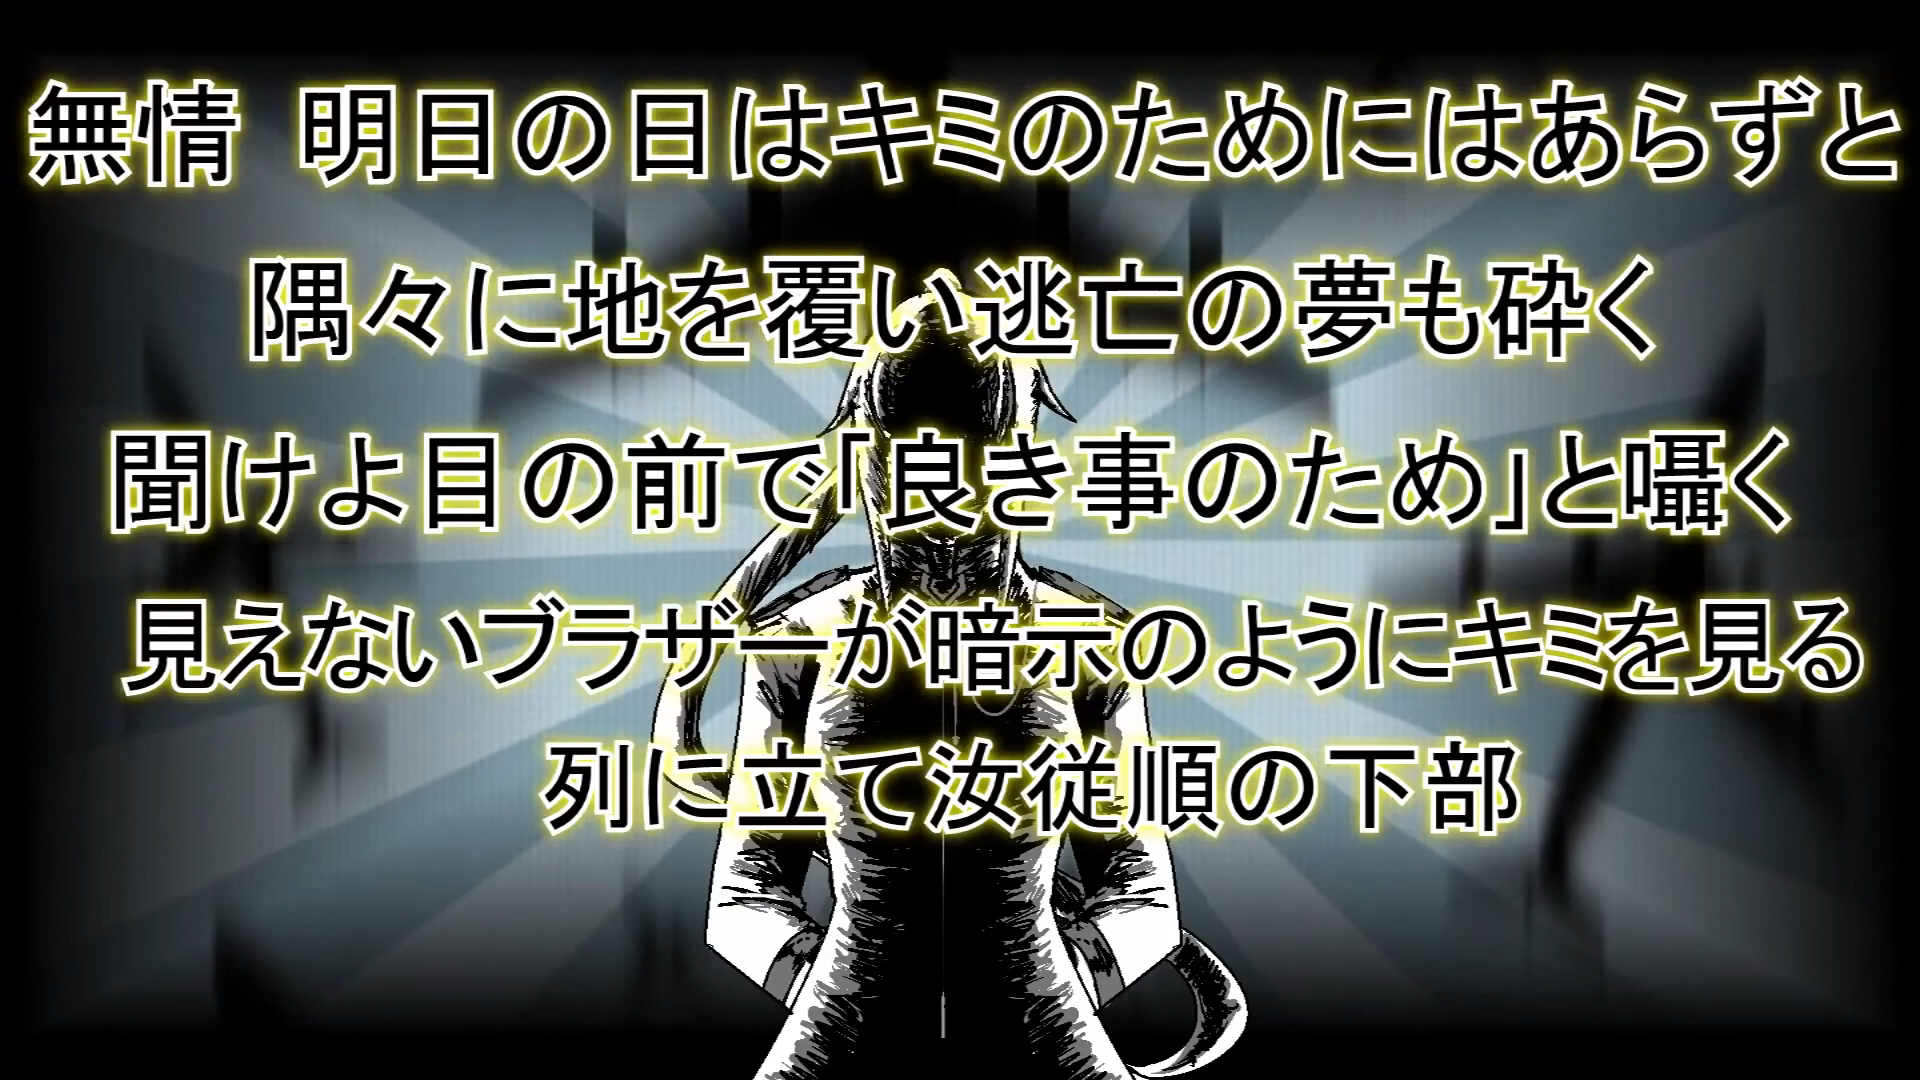 無情　明日の日はキミのためにはあらずと
隅々に地を覆い逃亡の夢も砕く
聞けよ目の前で「良き事のため」と囁く
見えないブラザーが暗示のようにキミを見る
列に立て汝従順の下部